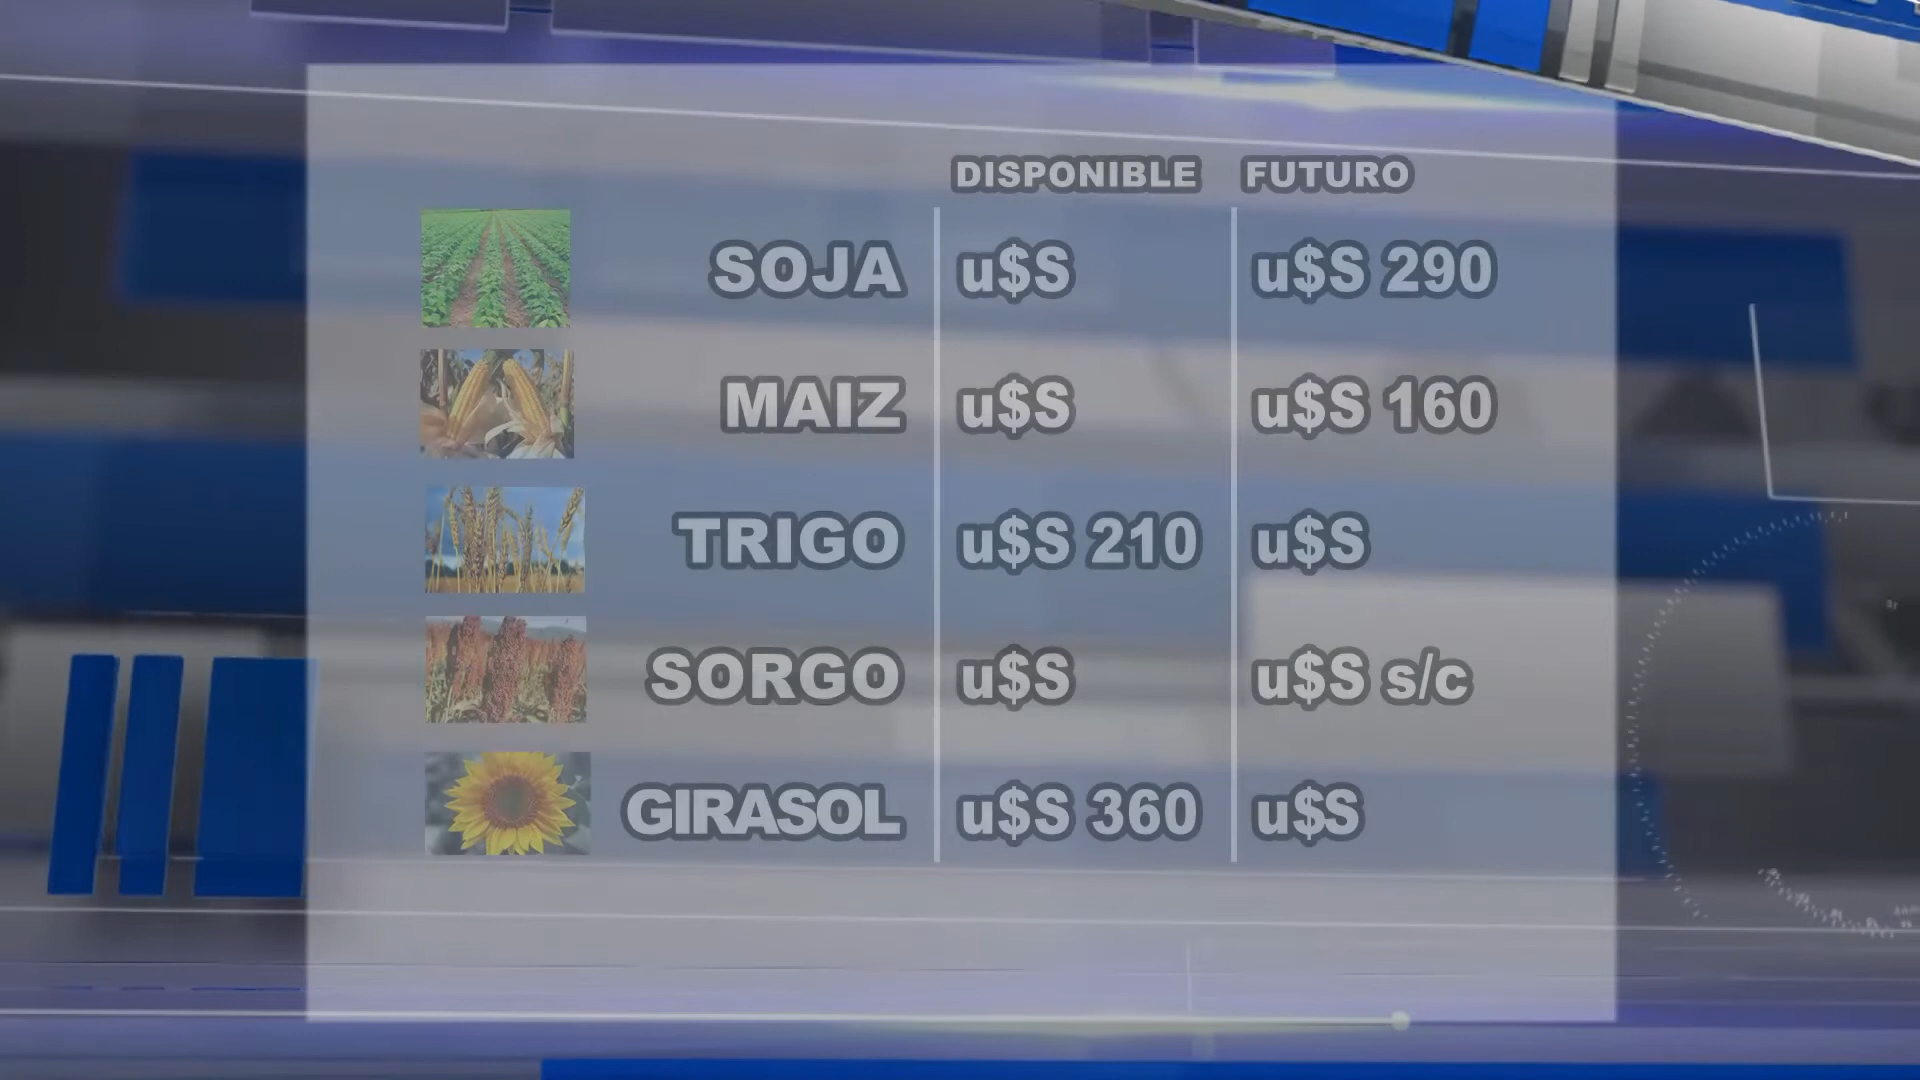 DISPONIBLE FUTURO
SOJA u$S u$S 290
MAIZ u$S u$S 160
TRIGO u$S 210 u$S
SORGO u$S u$S s/c
GIRASOL u$S 360 u$S